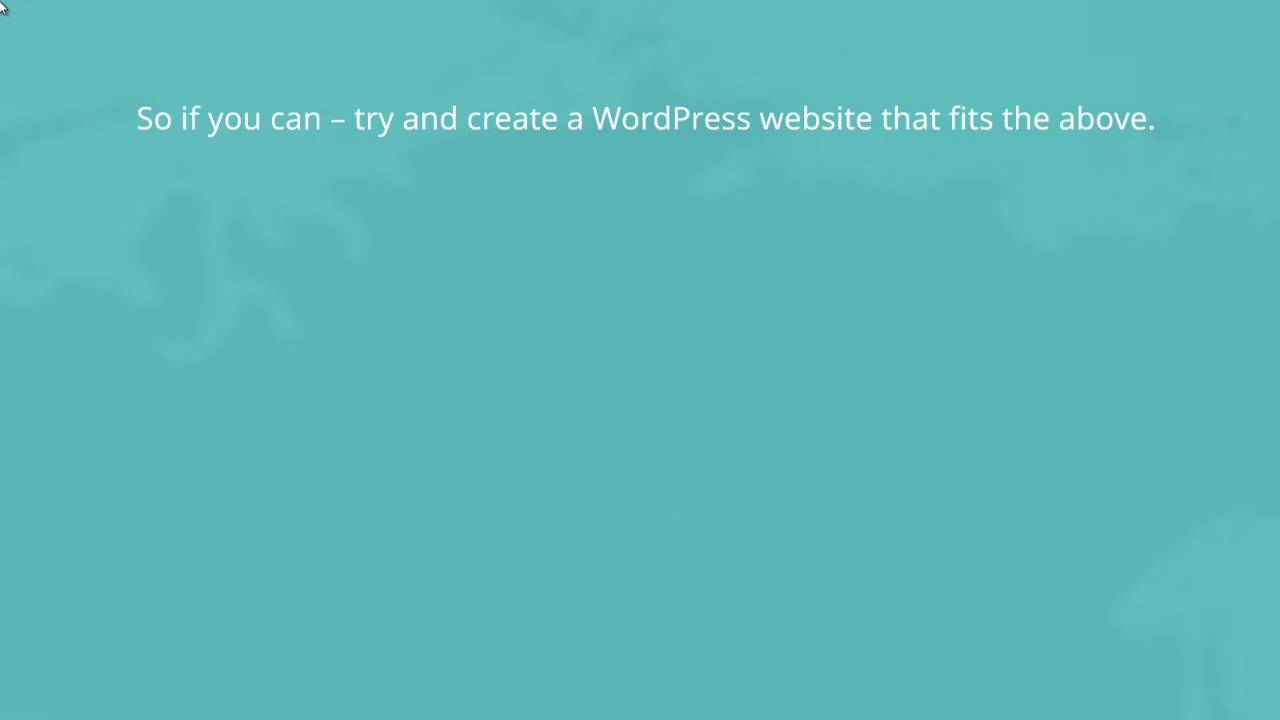 So if you can – try and create a WordPress website that fits the above.